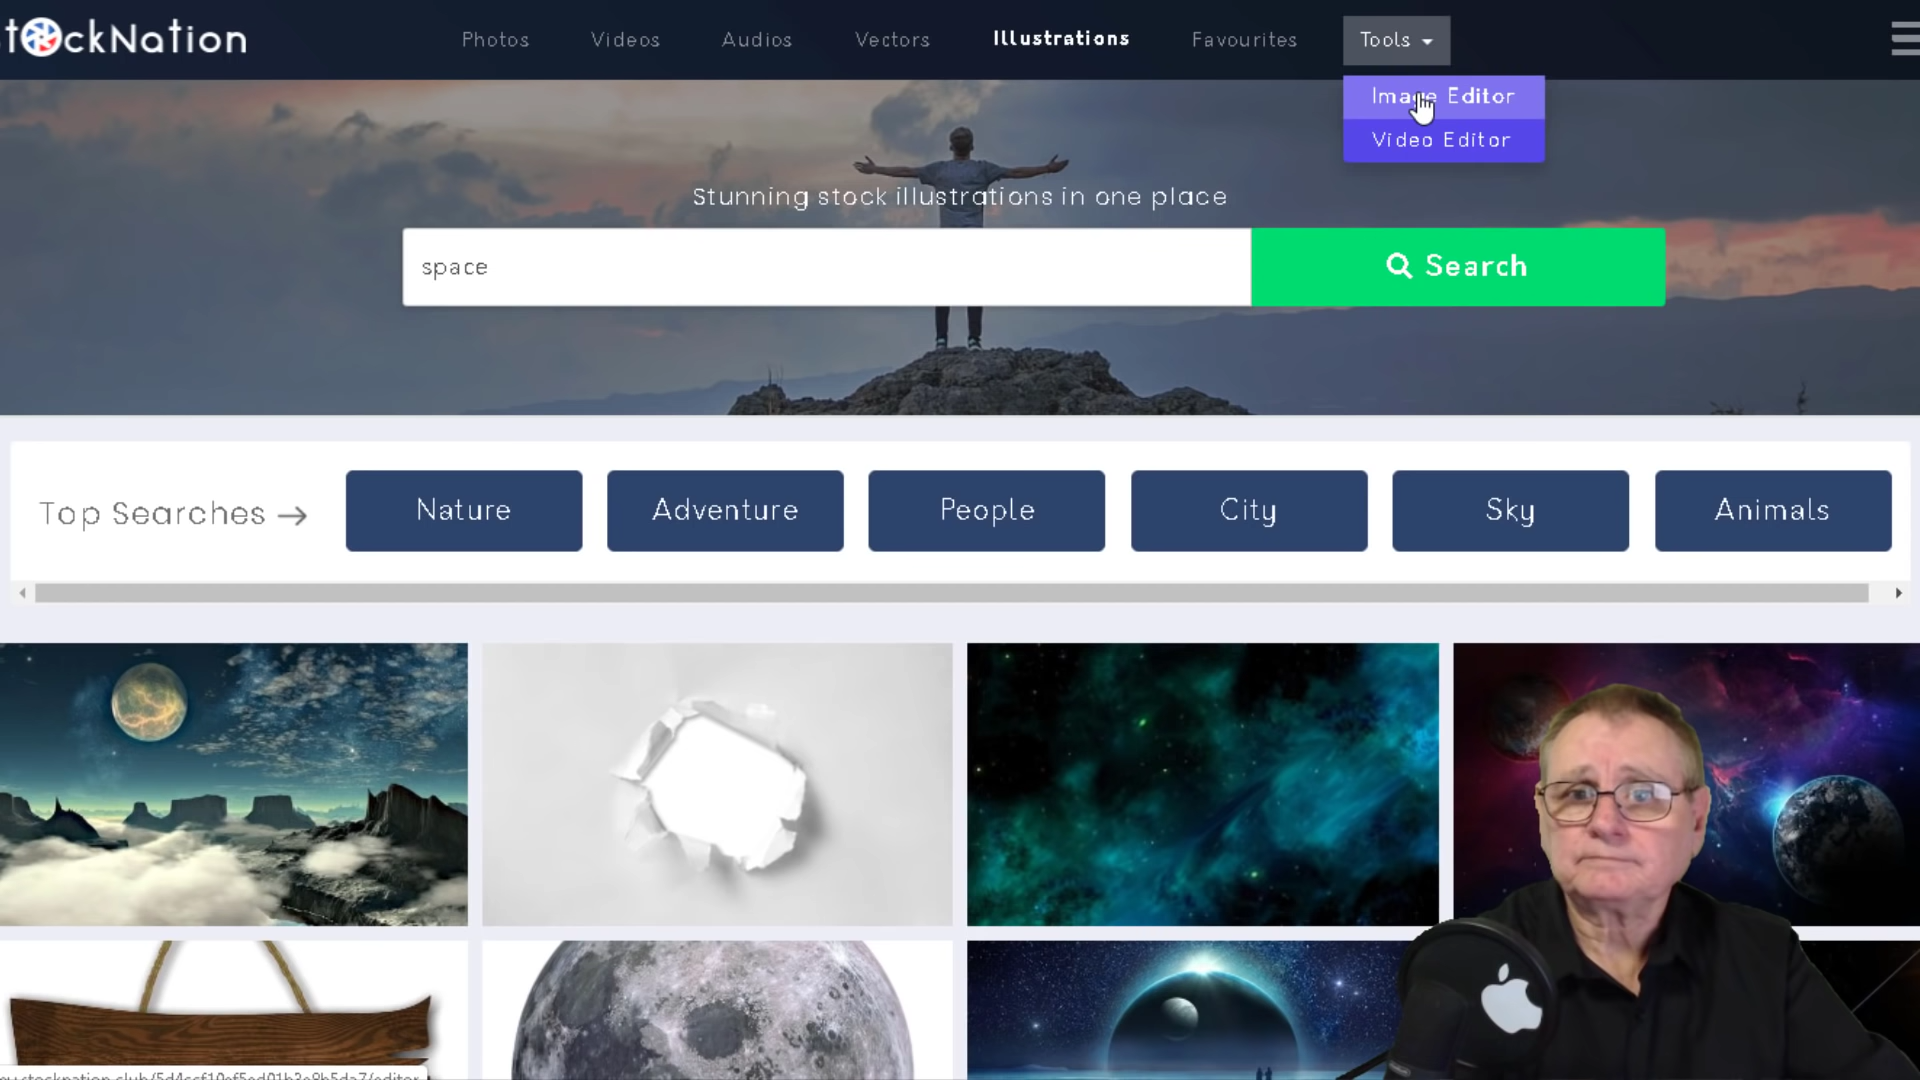 tockNation
Photos
Videos
Audios
Vectors
Illustrations
Favourites
Tools
Image Editor
Video Editor
Stunning stock illustrations in one place
space
Search
Top Searches →
Nature
Adventure
People
City
Sky
Animals